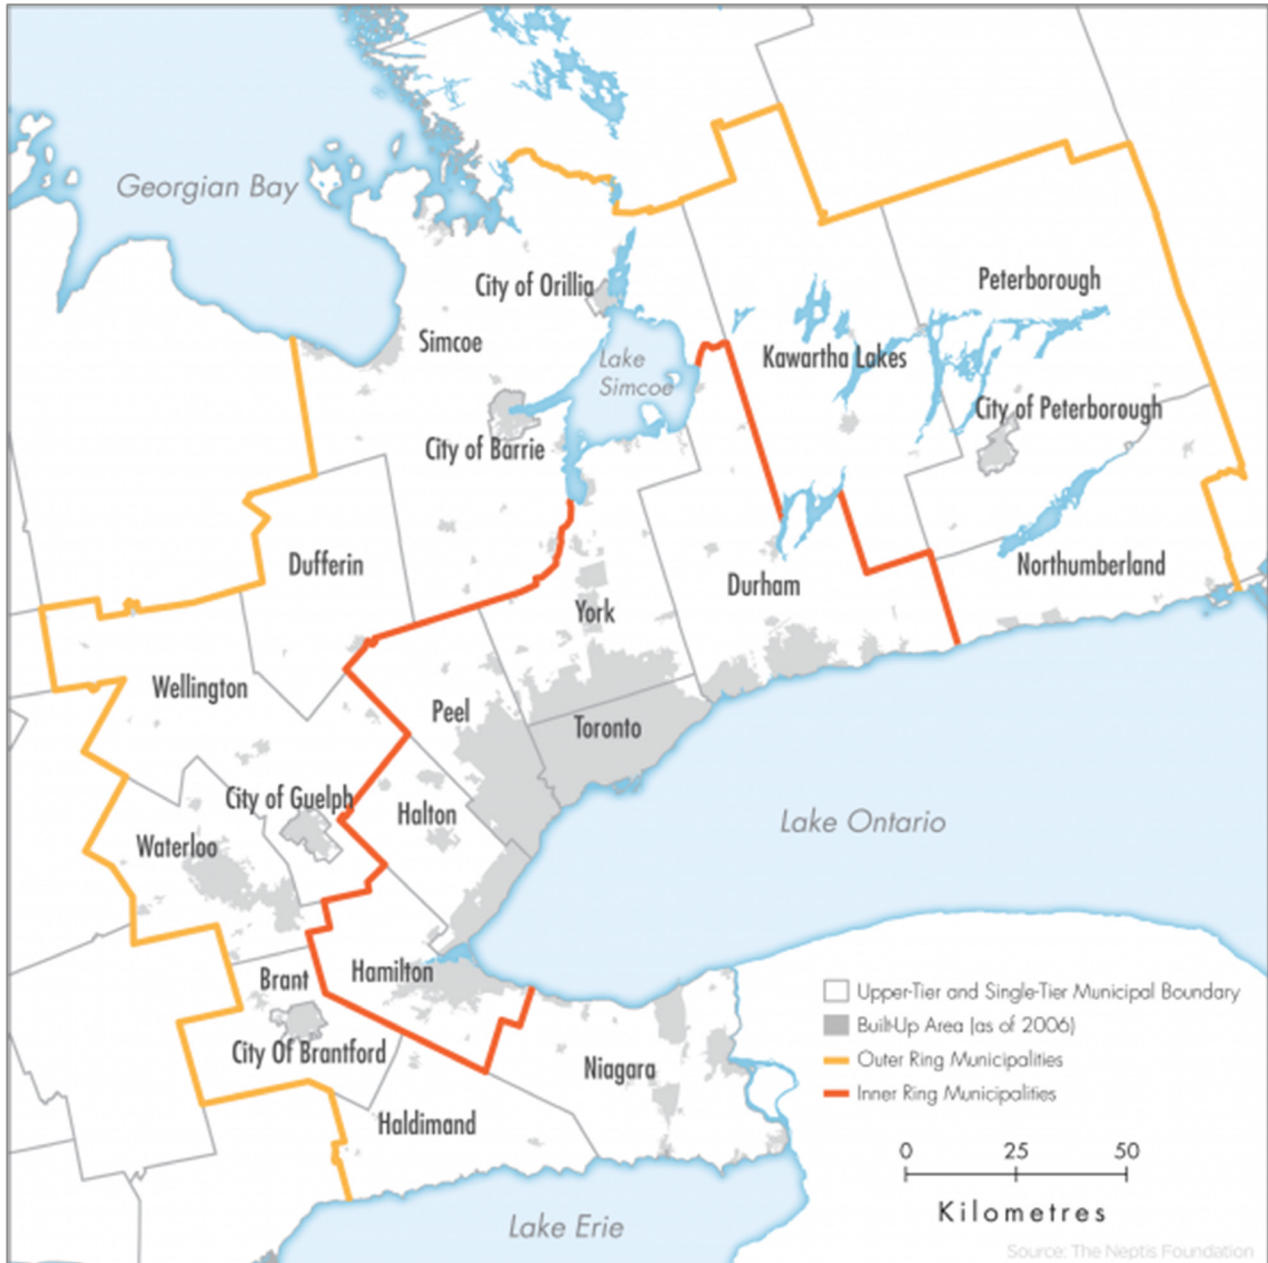 Georgian Bay
City of Orillia
Peterborough
Simcoe
Lake
Simcoe
Kawartha Lakes
City of Peterborough
City of Barrie
Dufferin
Durham
Northumberland
York
Wellington
Peel
Toronto
City of Guelph
Halton
Lake Ontario
Waterloo
Brant
Hamilton
City Of Brantford
Niagara
Haldimand
Lake Erie
Upper-Tier and Single-Tier Municipal Boundary
Built-Up Area (as of 2006)
Outer Ring Municipalities
Inner Ring Municipalities
0 25 50
Kilometres
Source: The Neptis Foundation